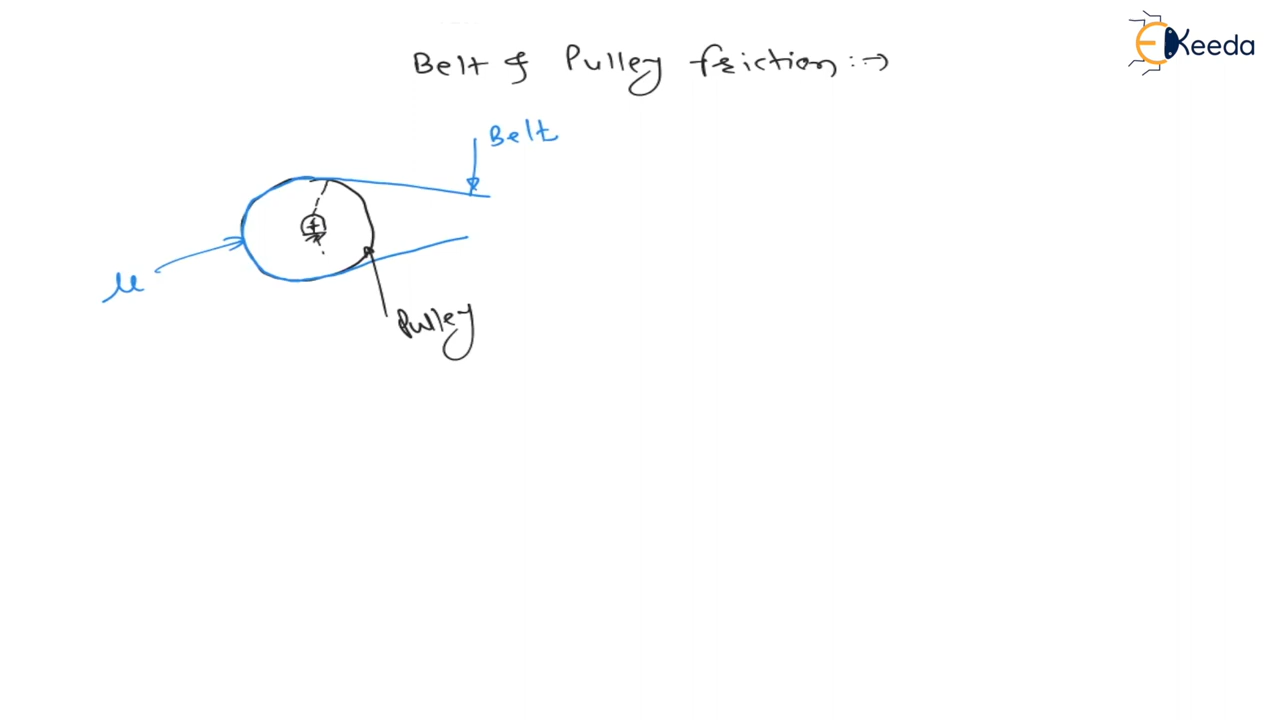 Belt & Pulley friction :->
EKeeda
Belt
μ
Pulley